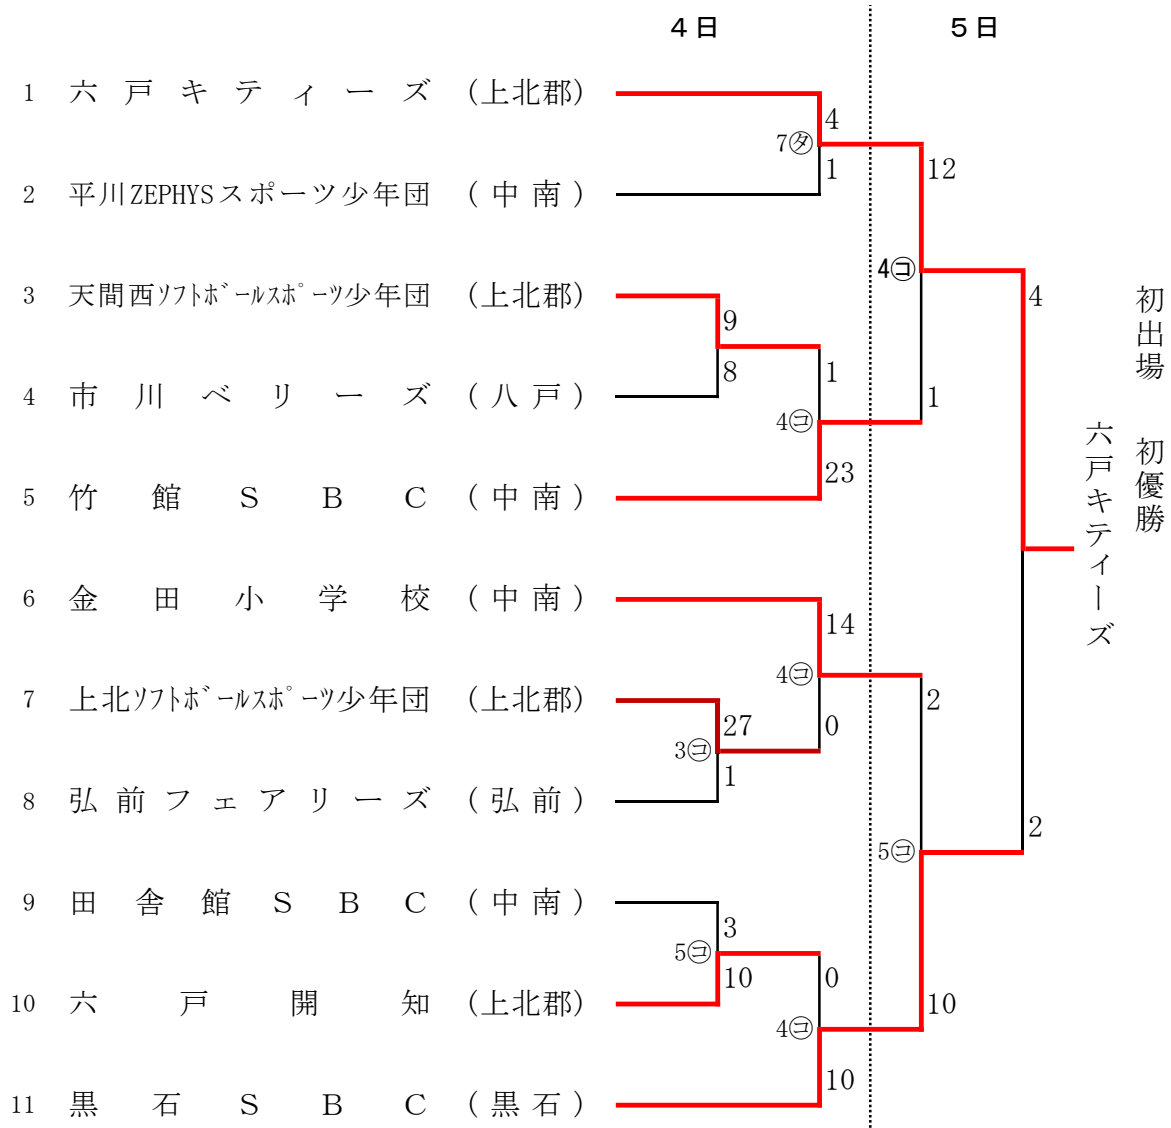 4日 5日
1 六戸キティーズ (上北郡)
4
7㋟
1
12
2 平川ZEPHYSスポーツ少年団 (中南)
4㋙
3 天間西ソフトボールスポーツ少年団 (上北郡)
4
9
8
1
1
4 市川ベリーズ (八戸)
4㋙
23
5 竹館SBC (中南)
初出場 初優勝
六戸キティーズ
6 金田小学校 (中南)
14
4㋙
0
2
7 上北ソフトボールスポーツ少年団 (上北郡)
27
3㋙
1
8 弘前フェアリーズ (弘前)
2
5㋙
9 田舎館SBC (中南)
3
5㋙
10
0
10 六戸開知 (上北郡)
10
4㋙
10
11 黒石SBC (黒石)